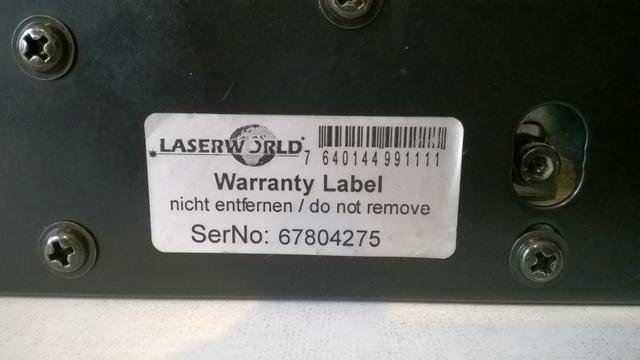 LASERWORLD
7 640144 991111
Warranty Label
nicht entfernen / do not remove
SerNo: 67804275